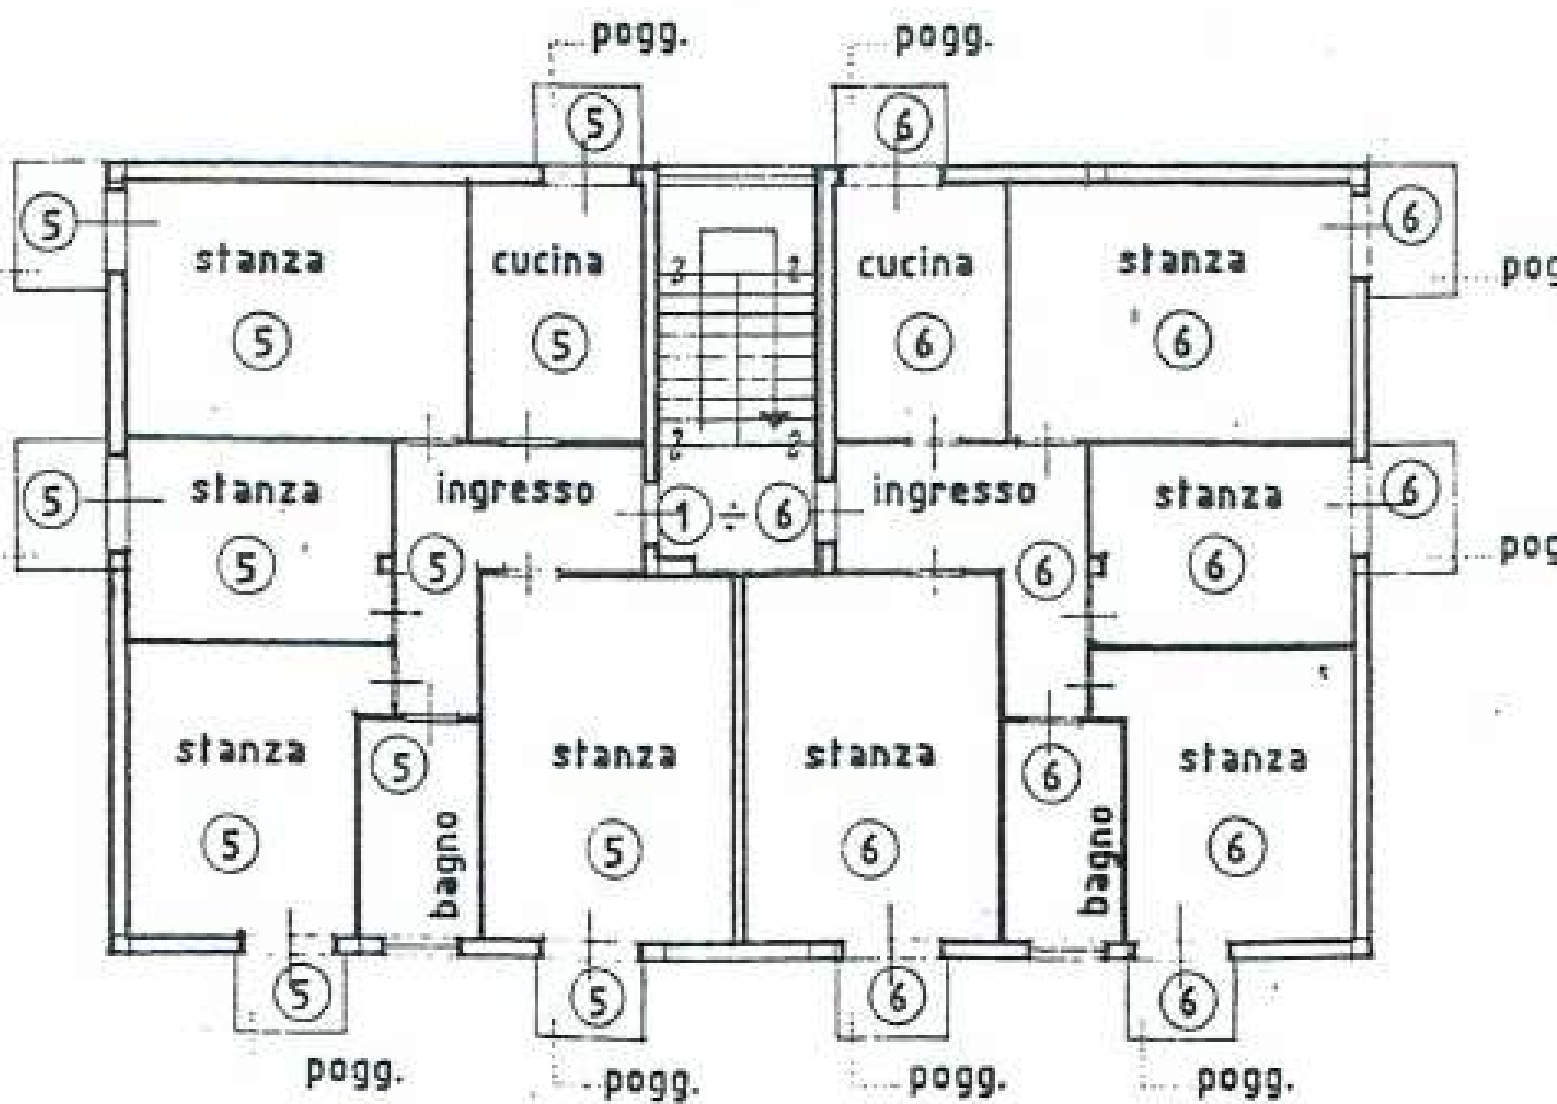 pogg. pogg.
5 6
5 6
stanza cucina cucina stanza
pog
5 5 6 6
5 stanza ingresso 1 ÷ 6 ingresso stanza 6
pog
5 5 6 6
stanza 5 stanza stanza 6 stanza
bagno bagno
5 5 6 6
5 5 6 6
pogg. pogg. pogg. pogg.